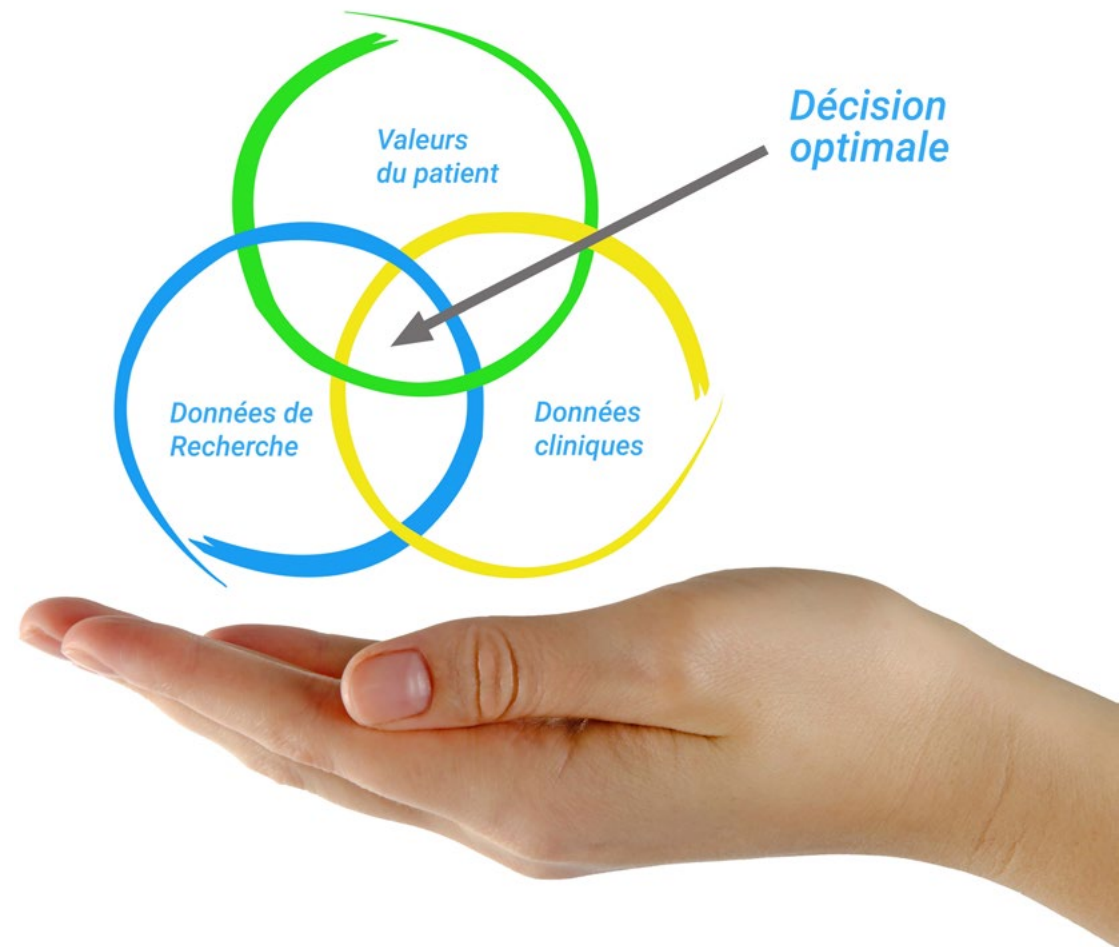 Valeurs
du patient
Décision
optimale
Données de
Recherche
Données
cliniques